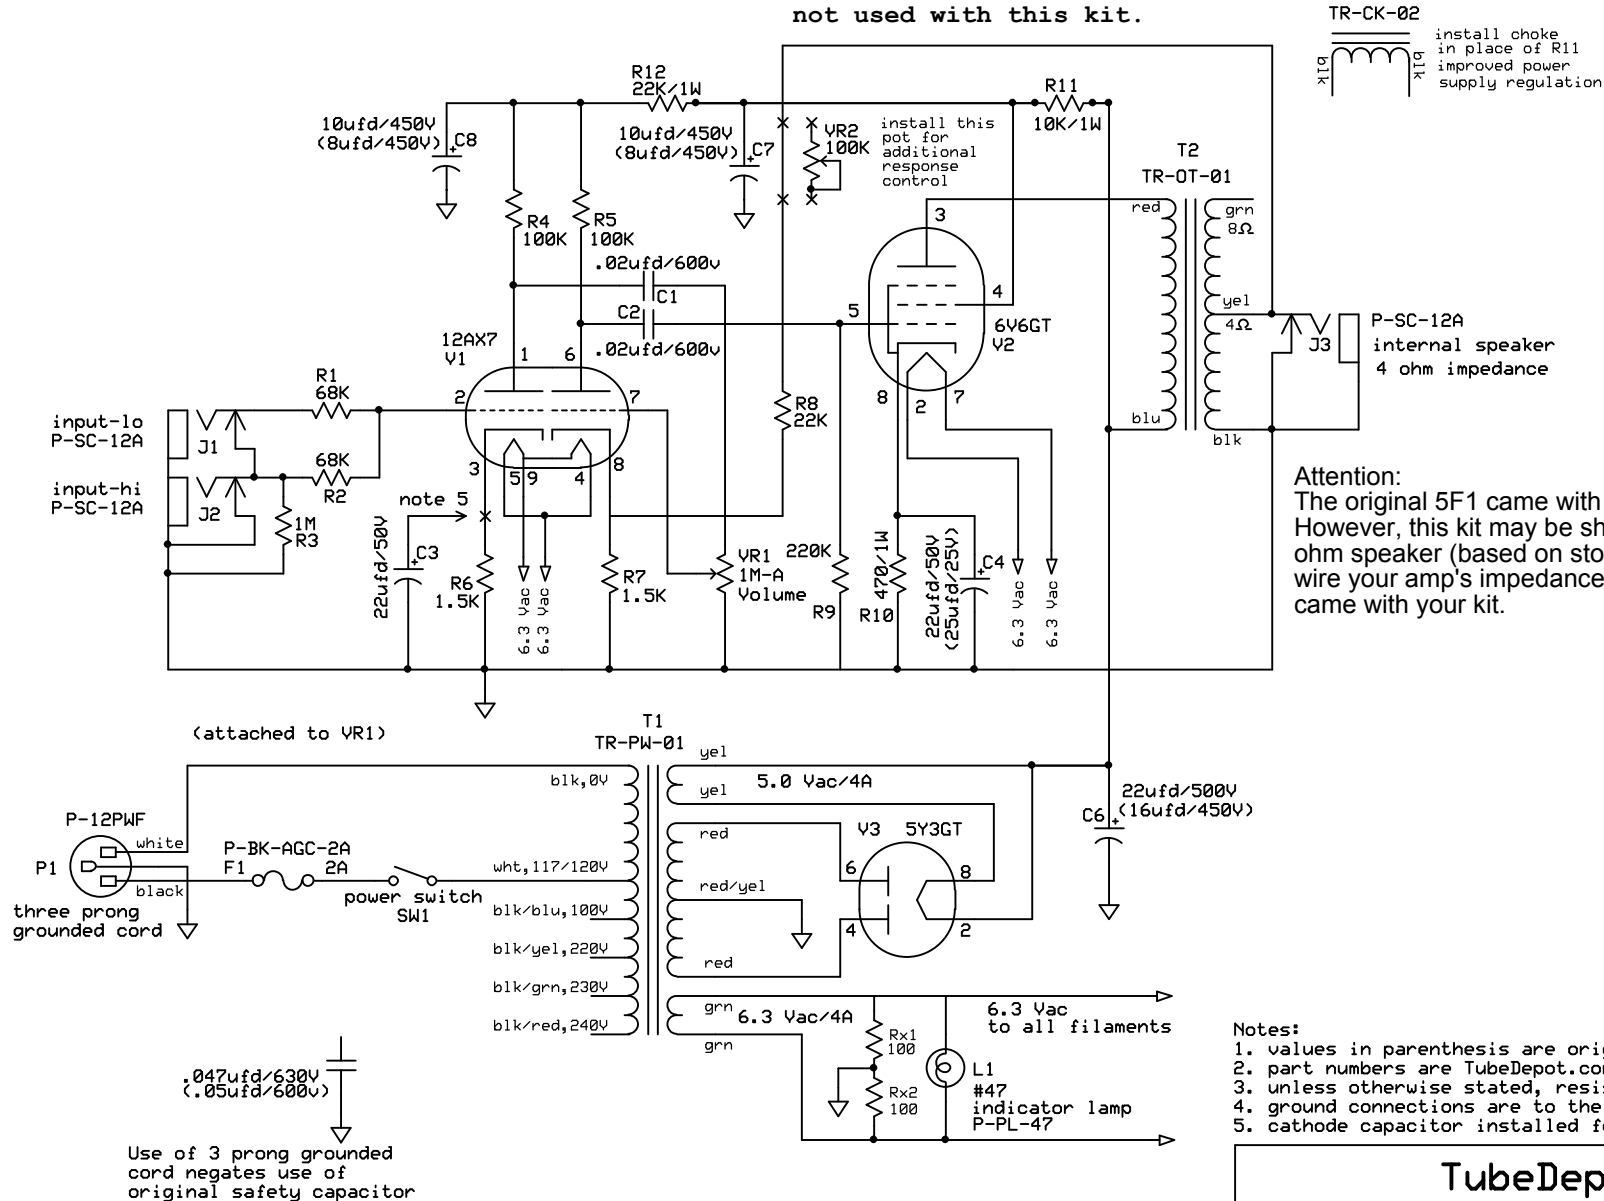 not used with this kit.
TR-CK-02
install choke
in place of R11
improved power
supply regulation
blk
blk
R12
22K/1W
R11
10K/1W
10ufd/450V
(8ufd/450V)
C8
10ufd/450V
(8ufd/450V)
C7
VR2
100K
install this
pot for
additional
response
control
T2
TR-OT-01
red
grn
8Ω
yel
4Ω
blu
blk
R4
100K
R5
100K
.02ufd/600v
C1
C2
.02ufd/600v
3
4
5
6V6GT
V2
8
2
7
P-SC-12A
internal speaker
4 ohm impedance
J3
12AX7
V1
1
6
2
7
3
5
9
4
8
R1
68K
input-lo
P-SC-12A
J1
68K
R2
input-hi
P-SC-12A
J2
1M
R3
note 5
22ufd/50V
C3
R6
1.5K
6.3 Vac
6.3 Vac
R7
1.5K
VR1
1M-A
Volume
R8
22K
220K
R9
470/1W
R10
22ufd/50V
(25ufd/25V)
C4
6.3 Vac
6.3 Vac
Attention:
The original 5F1 came with
However, this kit may be sh
ohm speaker (based on sto
wire your amp's impedance
came with your kit.
(attached to VR1)
T1
TR-PW-01
blk,0V
yel
5.0 Vac/4A
yel
P-12PWF
P1
white
black
three prong
grounded cord
P-BK-AGC-2A
F1
2A
power switch
SW1
wht,117/120V
blk/blu,100V
blk/yel,220V
blk/grn,230V
blk/red,240V
red
red/yel
red
V3
5Y3GT
6
8
4
2
22ufd/500V
(16ufd/450V)
C6
grn
6.3 Vac/4A
grn
Rx1
100
Rx2
100
6.3 Vac
to all filaments
L1
#47
indicator lamp
P-PL-47
.047ufd/630V
(.05ufd/600v)
Use of 3 prong grounded
cord negates use of
original safety capacitor
Notes:
1. values in parenthesis are ori
2. part numbers are TubeDepot.co
3. unless otherwise stated, resis
4. ground connections are to the
5. cathode capacitor installed f
TubeDep